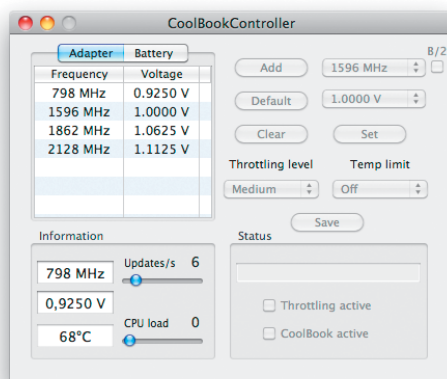 CoolBookController
Adapter Battery
B/2
Frequency Voltage
798 MHz 0.9250 V
1596 MHz 1.0000 V
1862 MHz 1.0625 V
2128 MHz 1.1125 V
Add 1596 MHz
Default 1.0000 V
Clear Set
Throttling level Temp limit
Medium Off
Save
Information
Updates/s 6
798 MHz
0,9250 V
CPU load 0
68°C
Status
Throttling active
CoolBook active